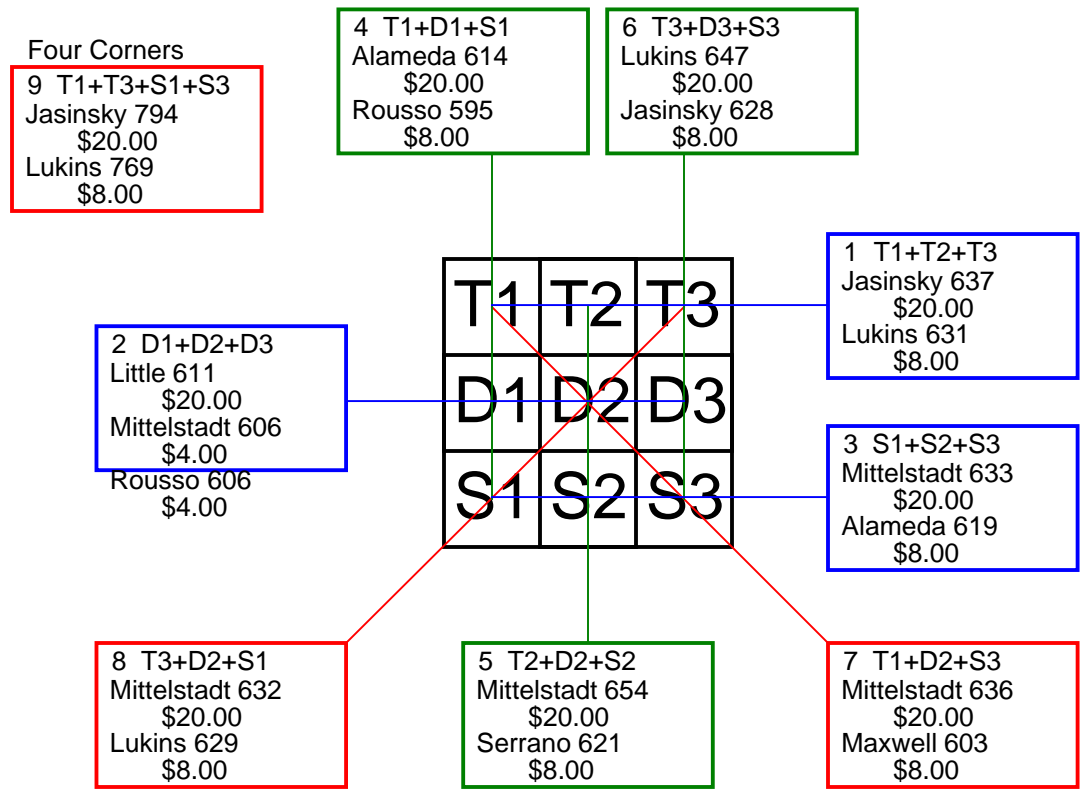 Four Corners
9 T1+T3+S1+S3
Jasinsky 794
$20.00
Lukins 769
$8.00
4 T1+D1+S1
Alameda 614
$20.00
Rousso 595
$8.00
6 T3+D3+S3
Lukins 647
$20.00
Jasinsky 628
$8.00
1 T1+T2+T3
Jasinsky 637
$20.00
Lukins 631
$8.00
2 D1+D2+D3
Little 611
$20.00
Mittelstadt 606
$4.00
Rousso 606
$4.00
T1 T2 T3
D1 D2 D3
S1 S2 S3
3 S1+S2+S3
Mittelstadt 633
$20.00
Alameda 619
$8.00
8 T3+D2+S1
Mittelstadt 632
$20.00
Lukins 629
$8.00
5 T2+D2+S2
Mittelstadt 654
$20.00
Serrano 621
$8.00
7 T1+D2+S3
Mittelstadt 636
$20.00
Maxwell 603
$8.00